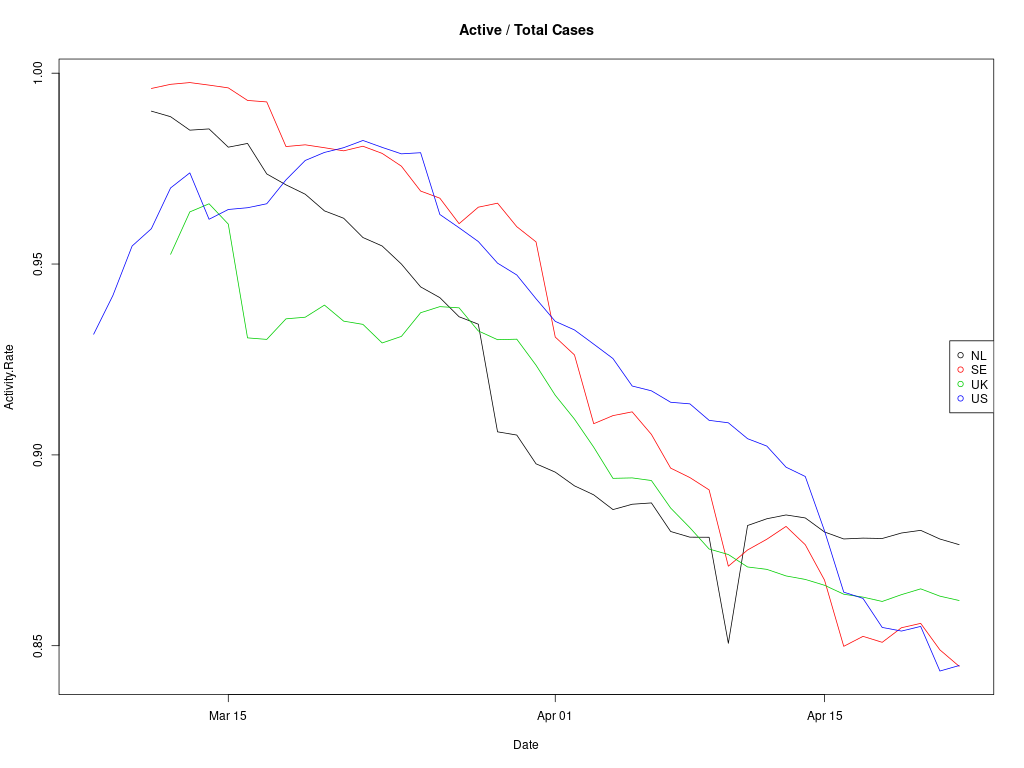 Active / Total Cases
Activity.Rate
1.00
0.95
0.90
0.85
NL
SE
UK
US
Mar 15
Apr 01
Apr 15
Date